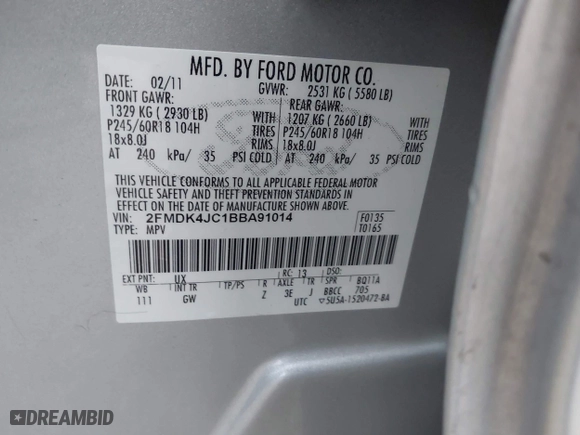 MFD. BY FORD MOTOR CO.
DATE: 02/11 GVWR: 2531 KG ( 5580 LB)
FRONT GAWR: REAR GAWR:
1329 KG ( 2930 LB) WITH 1207 KG ( 2660 LB) WITH
P245/60R18 104H TIRES P245/60R18 104H TIRES
18x8.0J RIMS 18x8.0J RIMS
AT 240 kPa/ 35 PSI COLD AT 240 kPa/ 35 PSI COLD
THIS VEHICLE CONFORMS TO ALL APPLICABLE FEDERAL MOTOR
VEHICLE SAFETY AND THEFT PREVENTION STANDARDS IN
EFFECT ON THE DATE OF MANUFACTURE SHOWN ABOVE.
VIN: 2FMDK4JC1BBA91014 F0135
TYPE: MPV T0165
EXT PNT: UX RC: 13 DSO:
WB INT TR TP/PS R AXLE TR SPR BQ11A
111 GW Z 3E J BBCC 705
UTC 5U5A-1520472-BA
Ford
DREAMBID